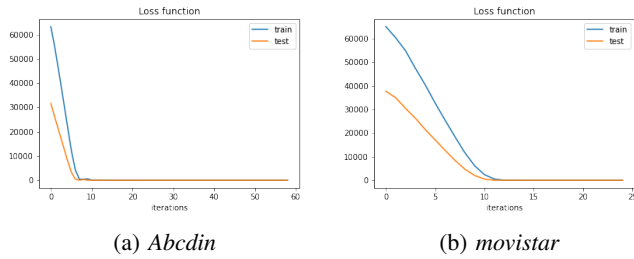 Loss function
train
test
60000
50000
40000
30000
20000
10000
0
0 10 20 30 40 50 60
iterations
(a) Abcdin
Loss function
train
test
60000
50000
40000
30000
20000
10000
0
0 5 10 15 20 25
iterations
(b) movistar